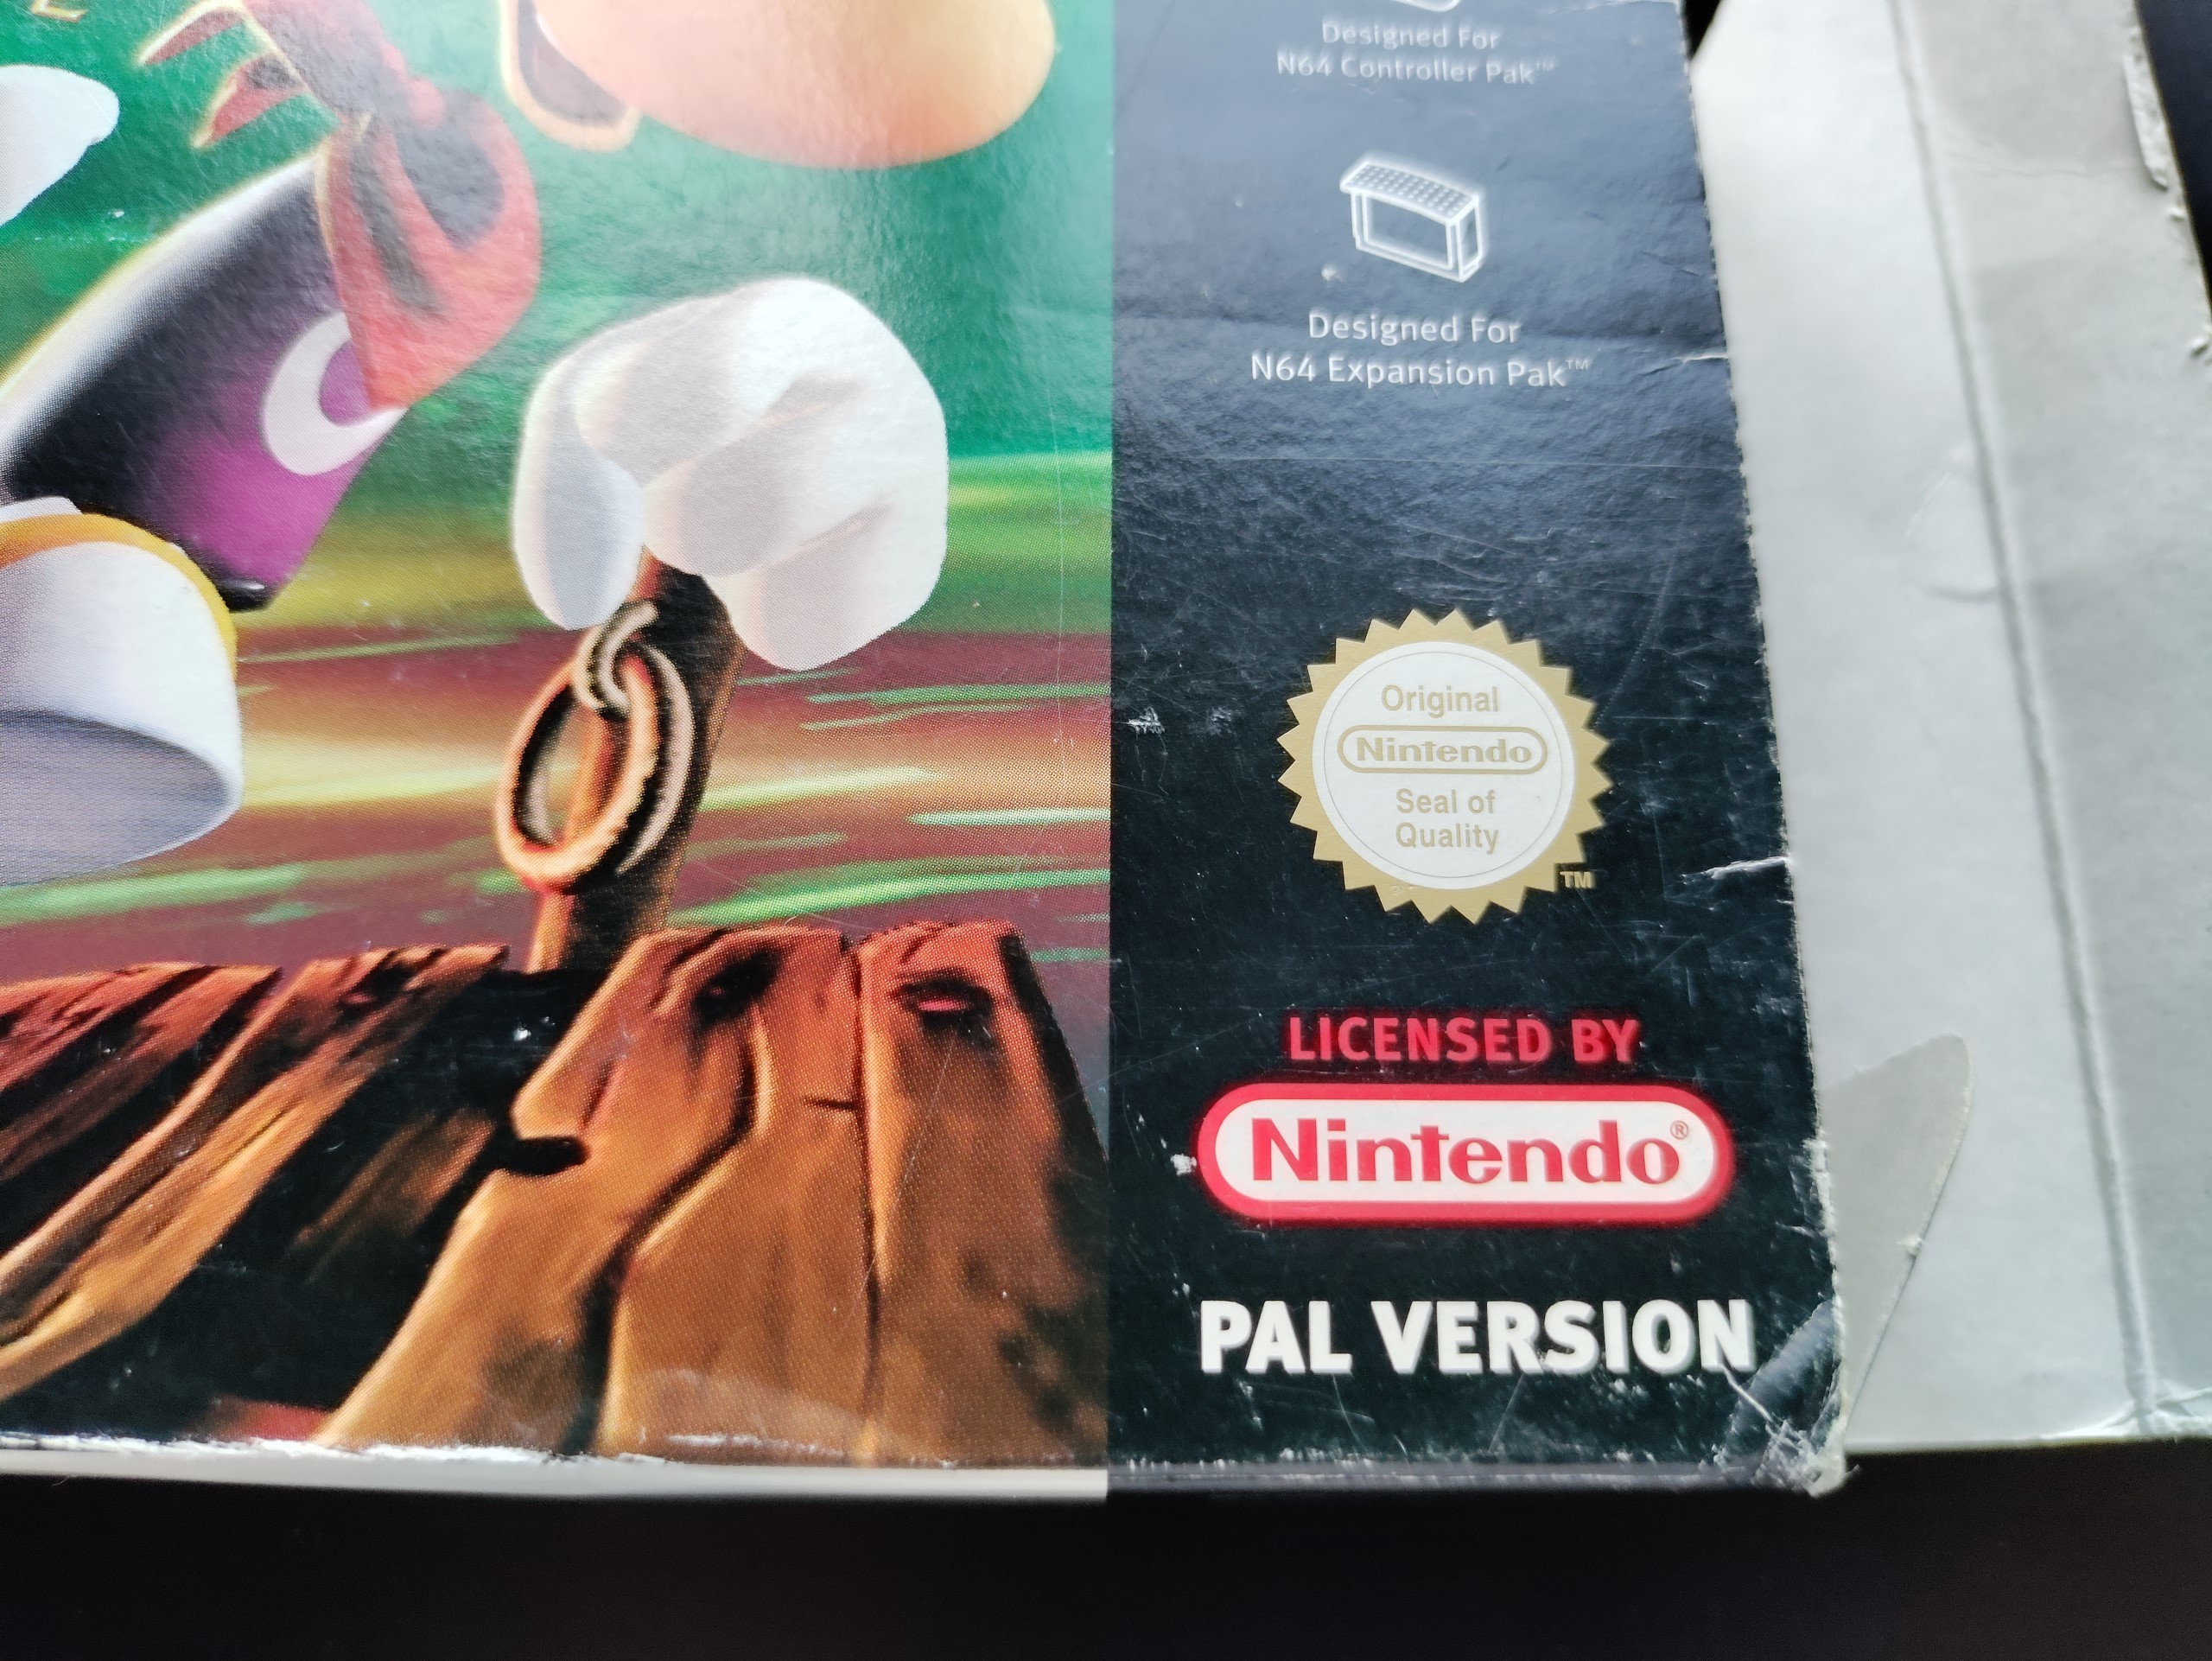 Designed For
N64 Controller Pak™
Designed For
N64 Expansion Pak™
Original
Nintendo
Seal of
Quality
TM
LICENSED BY
Nintendo®
PAL VERSION